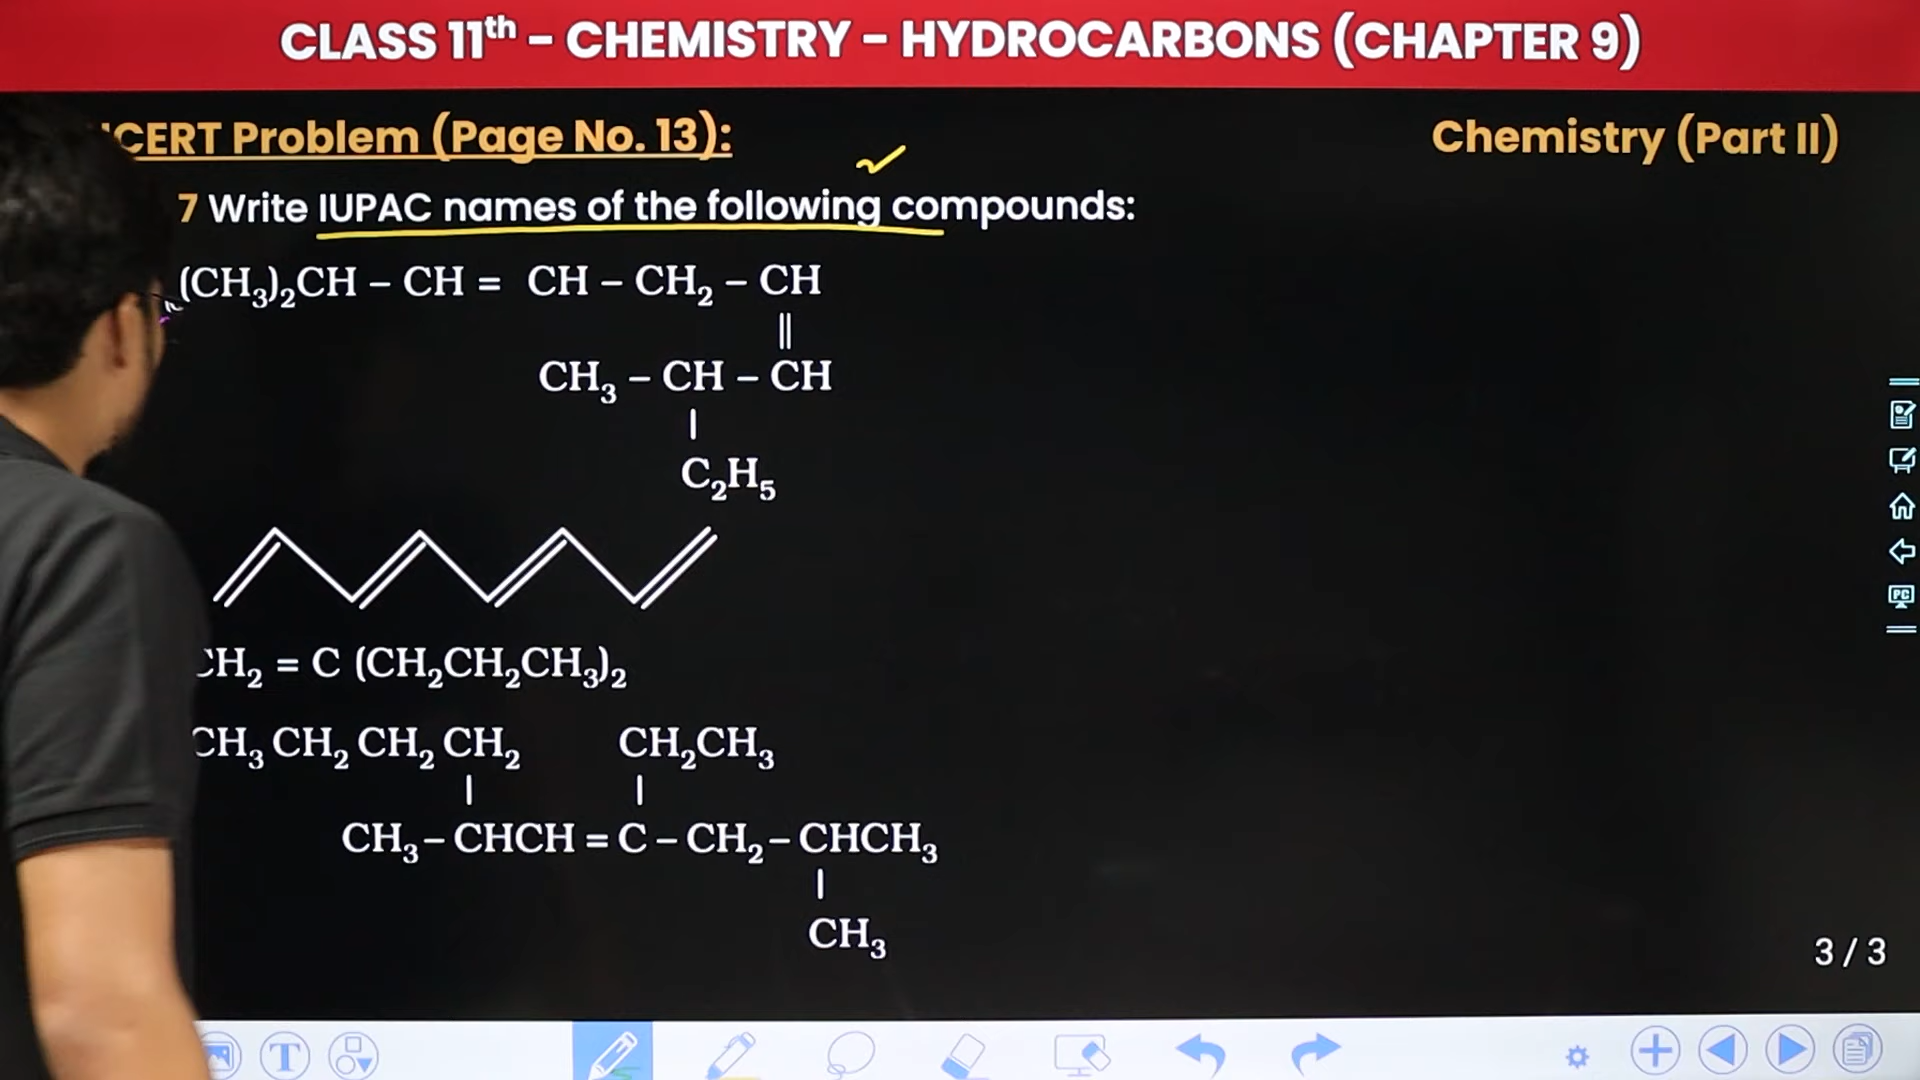 CLASS 11th – CHEMISTRY – HYDROCARBONS (CHAPTER 9)
CERT Problem (Page No. 13):
Chemistry (Part II)
7 Write IUPAC names of the following compounds:
(CH₃)₂CH – CH = CH – CH₂ – CH
||
CH₃ – CH – CH
|
C₂H₅
CH₂ = C (CH₂CH₂CH₃)₂
CH₃ CH₂ CH₂ CH₂ CH₂CH₃
| |
CH₃ – CHCH = C – CH₂ – CHCH₃
|
CH₃
3 / 3
PC
T